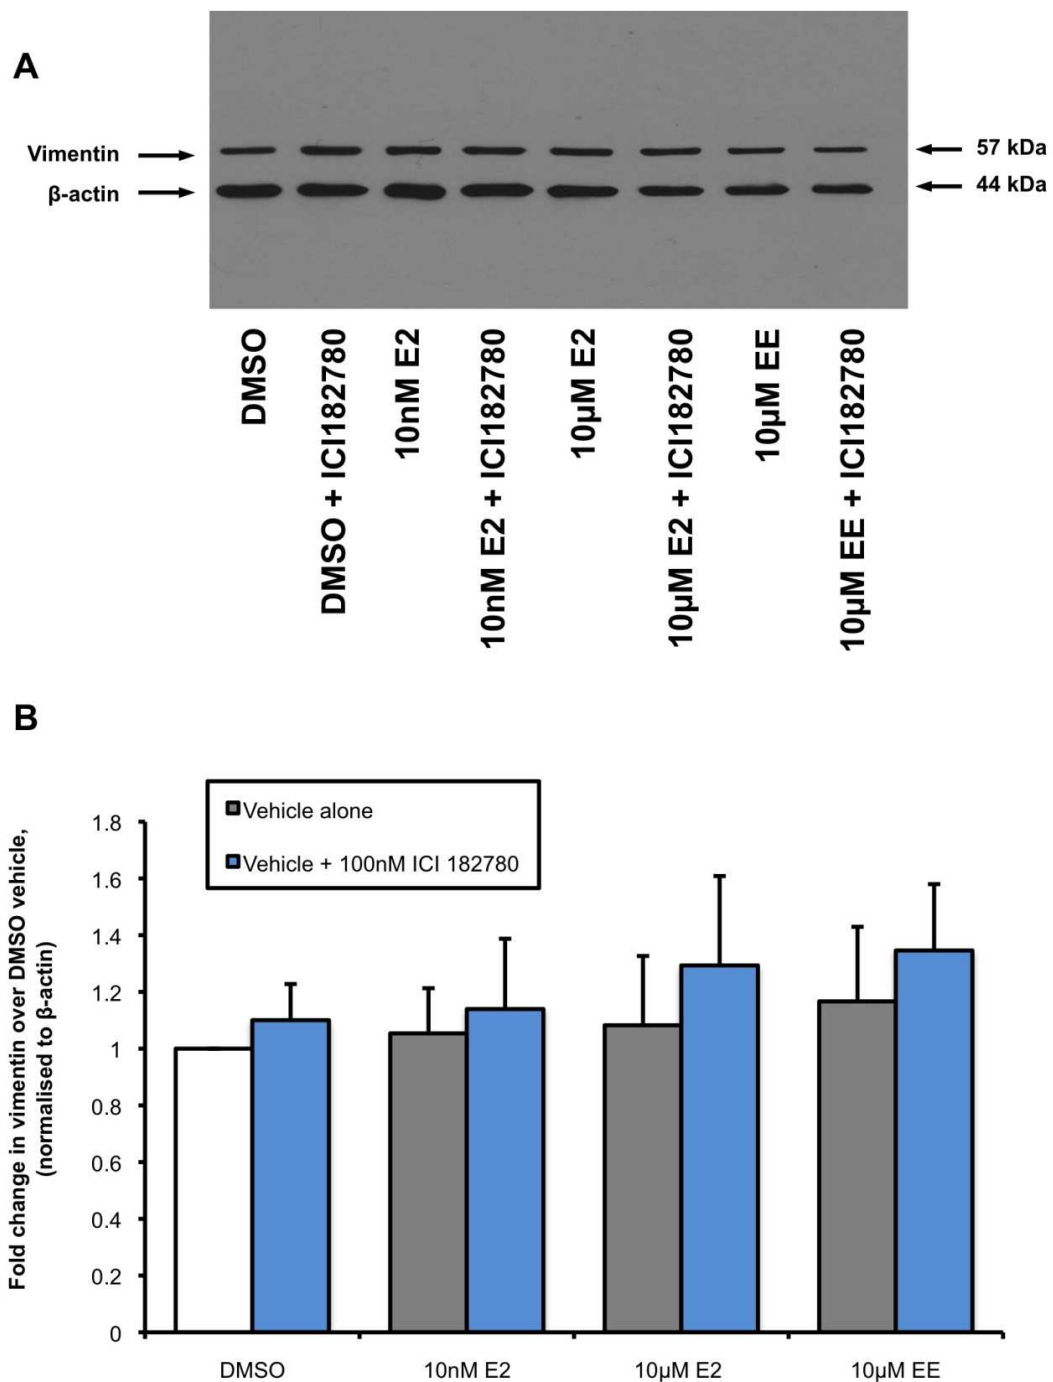 A
Vimentin
57 kDa
β-actin
44 kDa
DMSO
DMSO + ICI182780
10nM E2
10nM E2 + ICI182780
10µM E2
10µM E2 + ICI182780
10µM EE
10µM EE + ICI182780
B
Vehicle alone
Vehicle + 100nM ICI 182780
Fold change in vimentin over DMSO vehicle,
(normalised to β-actin)
1.8
1.6
1.4
1.2
1
0.8
0.6
0.4
0.2
0
DMSO
10nM E2
10µM E2
10µM EE